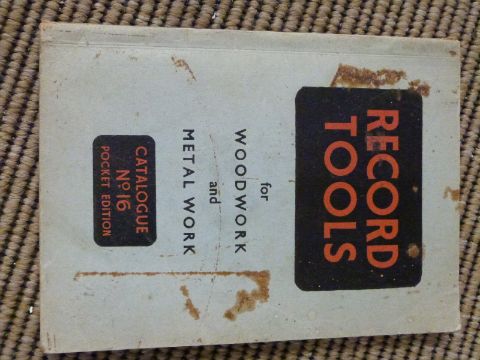 RECORD
TOOLS
for
WOODWORK
and
METAL WORK
CATALOGUE
Nº 16
POCKET EDITION